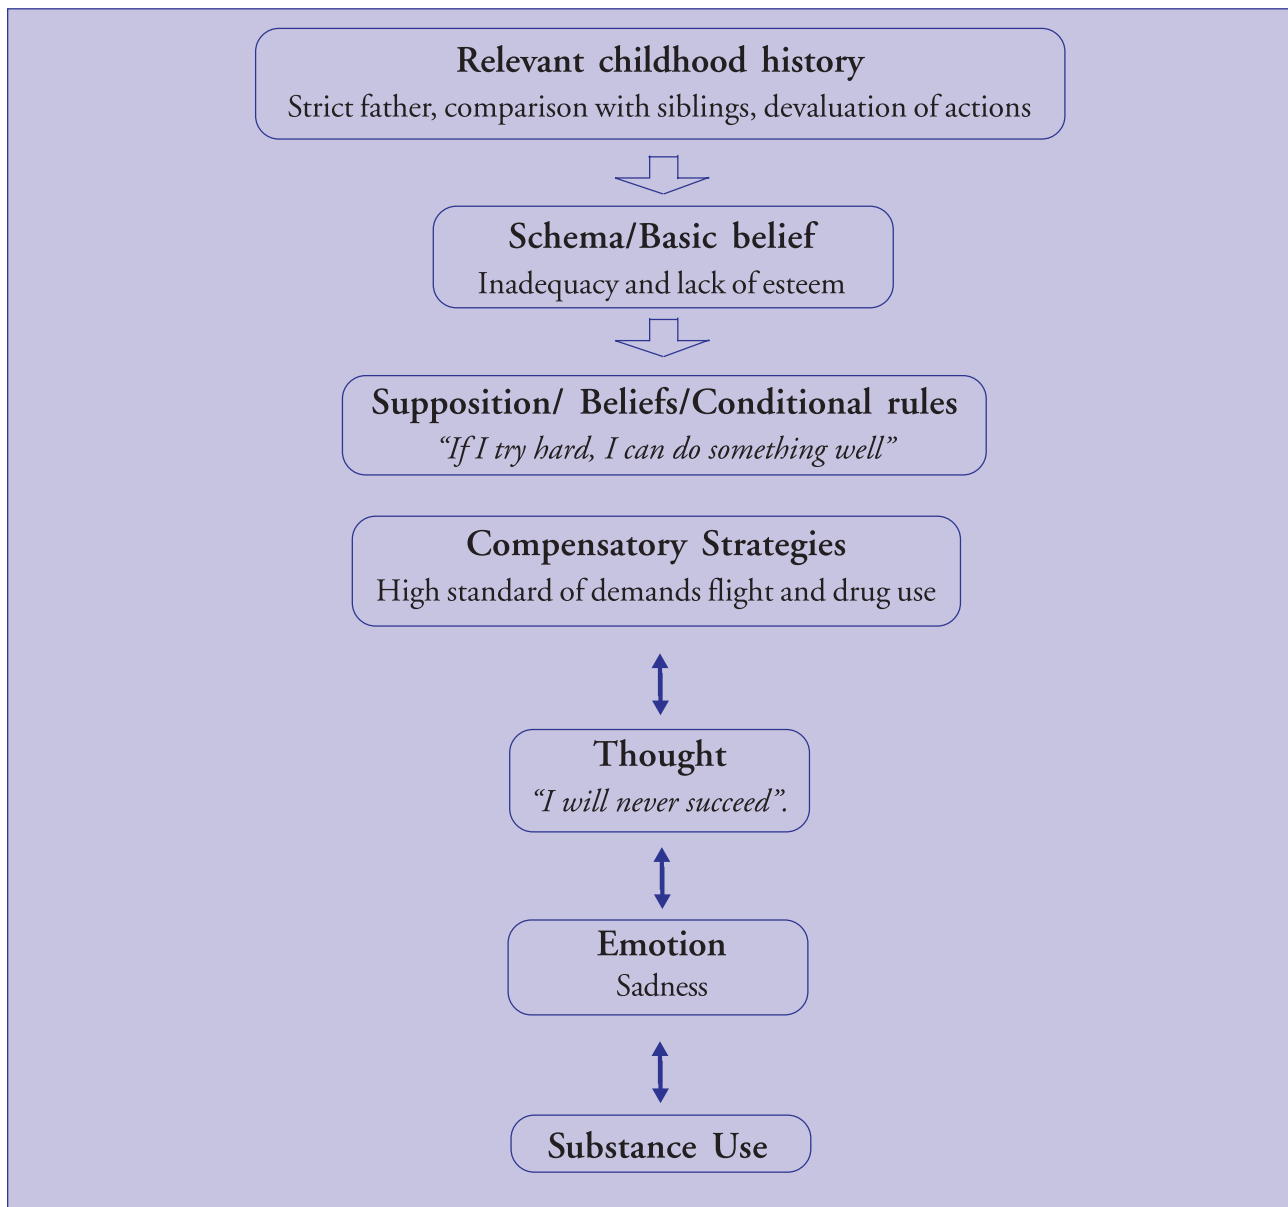 Relevant childhood history
Strict father, comparison with siblings, devaluation of actions
Schema/Basic belief
Inadequacy and lack of esteem
Supposition/ Beliefs/Conditional rules
“If I try hard, I can do something well”
Compensatory Strategies
High standard of demands flight and drug use
Thought
“I will never succeed”.
Emotion
Sadness
Substance Use